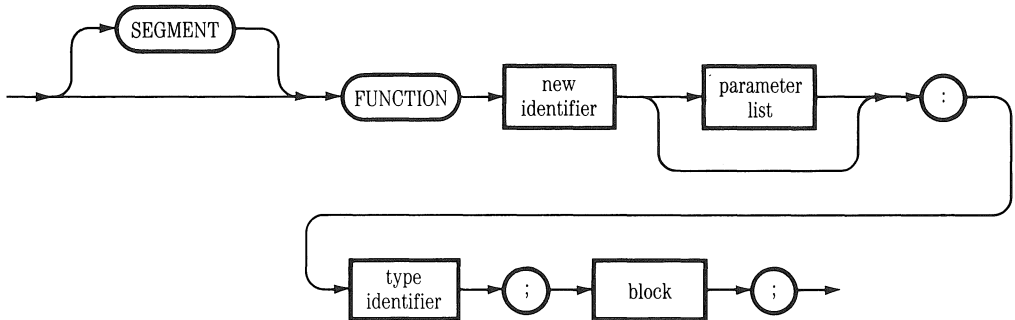 SEGMENT
FUNCTION
new
identifier
parameter
list
:
type
identifier
;
block
;